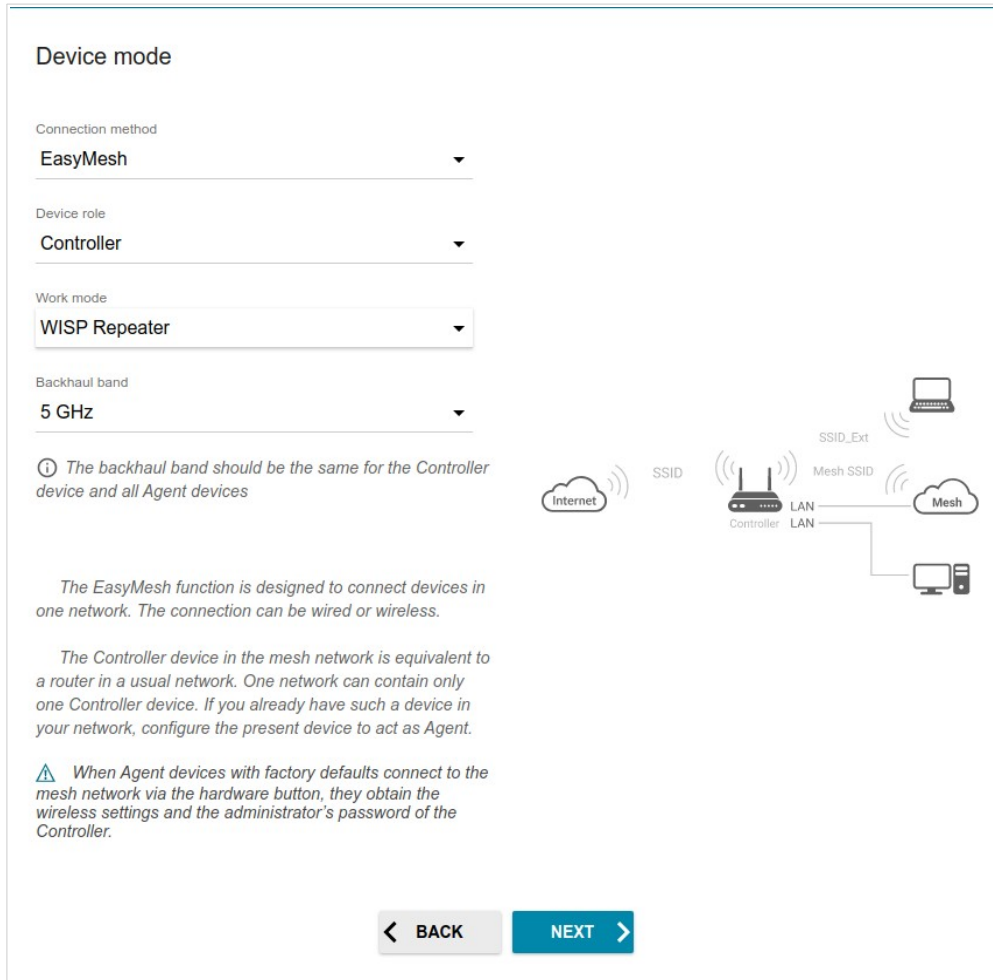 Device mode
Connection method
EasyMesh
Device role
Controller
Work mode
WISP Repeater
Backhaul band
5 GHz
The backhaul band should be the same for the Controller
device and all Agent devices
The EasyMesh function is designed to connect devices in
one network. The connection can be wired or wireless.
The Controller device in the mesh network is equivalent to
a router in a usual network. One network can contain only
one Controller device. If you already have such a device in
your network, configure the present device to act as Agent.
When Agent devices with factory defaults connect to the
mesh network via the hardware button, they obtain the
wireless settings and the administrator's password of the
Controller.
Internet
SSID
SSID_Ext
Mesh SSID
LAN
Mesh
Controller
LAN
BACK
NEXT